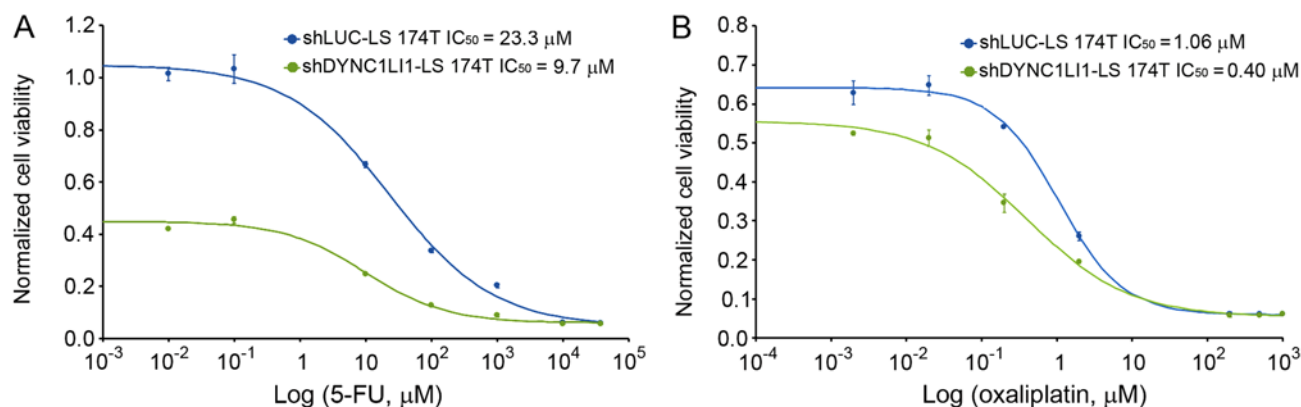 A
shLUC-LS 174T IC₅₀ = 23.3 μM
shDYNC1LI1-LS 174T IC₅₀ = 9.7 μM
Normalized cell viability
1.2
1.0
0.8
0.6
0.4
0.2
0.0
10⁻³ 10⁻² 10⁻¹ 1 10 10² 10³ 10⁴ 10⁵
Log (5-FU, μM)
B
shLUC-LS 174T IC₅₀ = 1.06 μM
shDYNC1LI1-LS 174T IC₅₀ = 0.40 μM
Normalized cell viability
0.8
0.7
0.6
0.5
0.4
0.3
0.2
0.1
0.0
10⁻⁴ 10⁻³ 10⁻² 10⁻¹ 1 10 10² 10³
Log (oxaliplatin, μM)